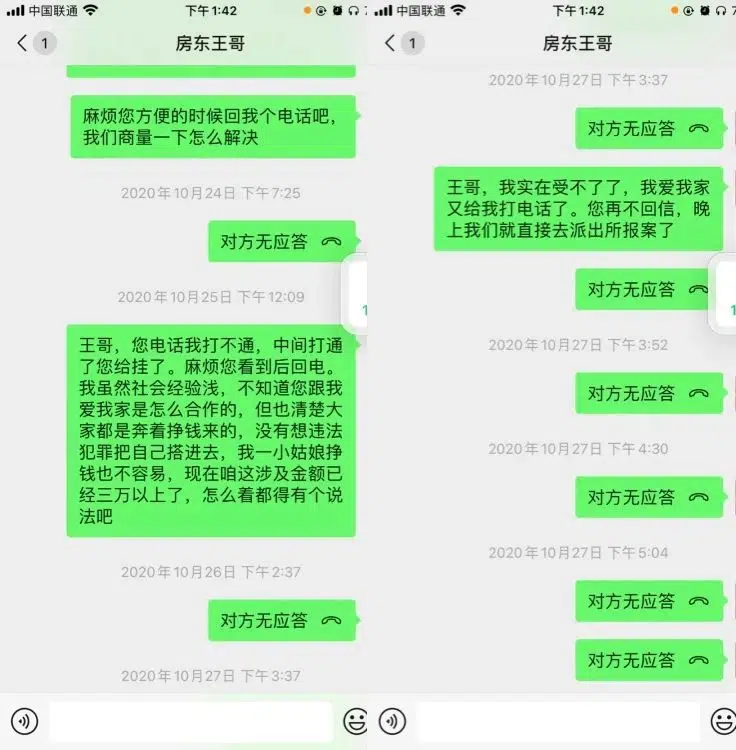 中国联通
下午1:42
1
房东王哥
麻烦您方便的时候回我个电话吧，
我们商量一下怎么解决
2020年10月24日 下午7:25
对方无应答
2020年10月25日 下午12:09
王哥，您电话我打不通，中间打通
了您给挂了。麻烦您看到后回电。
我虽然社会经验浅，不知道您跟我
爱我家是怎么合作的，但也清楚大
家都是奔着挣钱来的，没有想违法
犯罪把自己搭进去，我一小姑娘挣
钱也不容易，现在咱这涉及金额已
经三万以上了，怎么着都得有个说
法吧
2020年10月26日 下午2:37
对方无应答
2020年10月27日 下午3:37
中国联通
下午1:42
1
房东王哥
2020年10月27日 下午3:37
对方无应答
王哥，我实在受不了了，我爱我家
又给我打电话了。您再不回信，晚
上我们就直接去派出所报案了
对方无应答
2020年10月27日 下午3:52
对方无应答
2020年10月27日 下午4:30
对方无应答
2020年10月27日 下午5:04
对方无应答
对方无应答